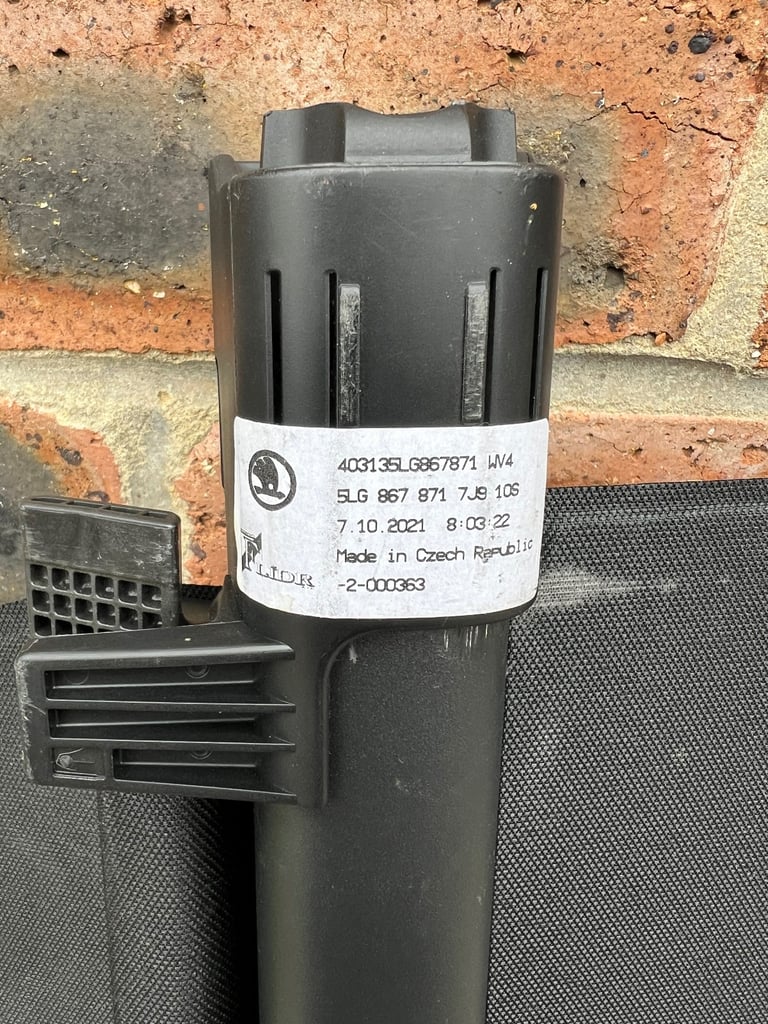 403135LG867871 WV4
5LG 867 871 7J9 10S
7.10.2021 8:03:22
Made in Czech Republic
FLIDR
-2-000363